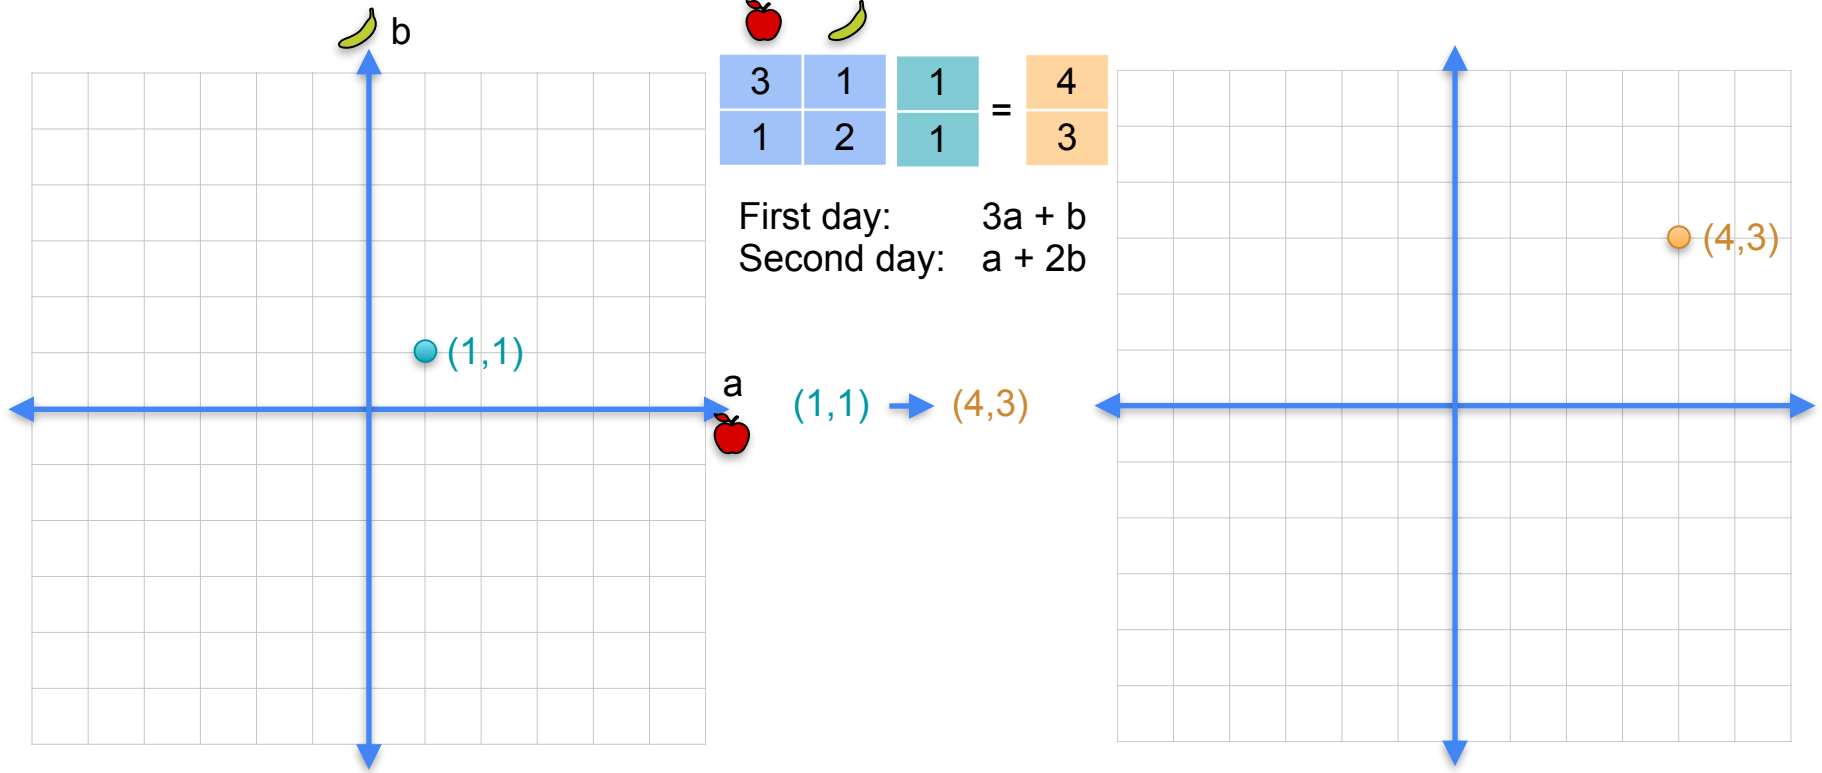 b
3 1 1 = 4
1 2 1 3
First day: 3a + b
Second day: a + 2b
(4,3)
(1,1)
a
(1,1) (4,3)